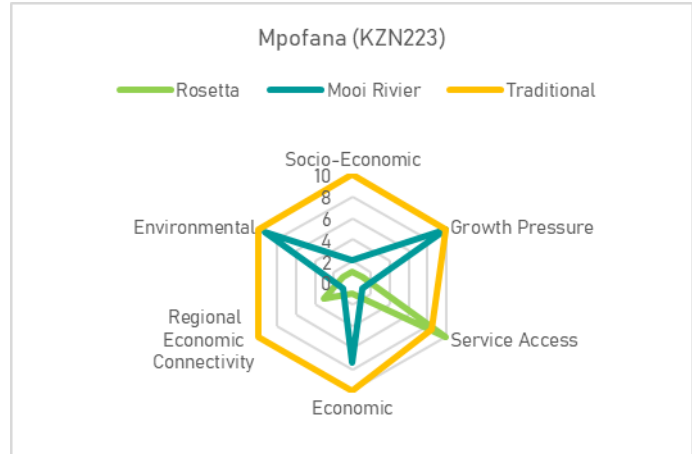 Mpofana (KZN223)
Rosetta
Mooi Rivier
Traditional
Socio-Economic
10
8
6
4
2
0
Environmental
Growth Pressure
Regional
Economic
Connectivity
Service Access
Economic